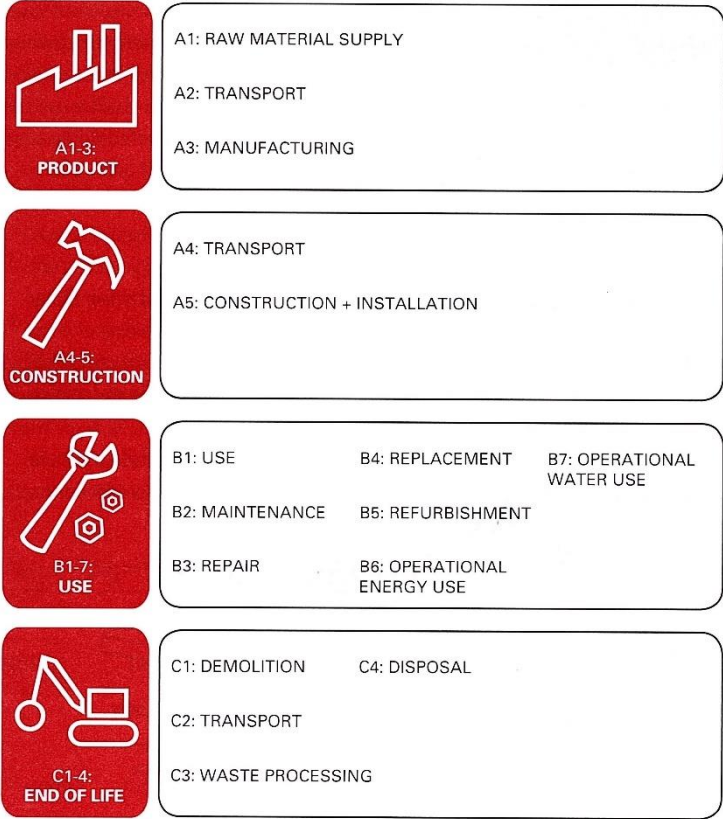 A1-3:
PRODUCT
A1: RAW MATERIAL SUPPLY
A2: TRANSPORT
A3: MANUFACTURING
A4-5:
CONSTRUCTION
A4: TRANSPORT
A5: CONSTRUCTION + INSTALLATION
B1-7:
USE
B1: USE
B2: MAINTENANCE
B3: REPAIR
B4: REPLACEMENT
B5: REFURBISHMENT
B6: OPERATIONAL
ENERGY USE
B7: OPERATIONAL
WATER USE
C1-4:
END OF LIFE
C1: DEMOLITION
C2: TRANSPORT
C3: WASTE PROCESSING
C4: DISPOSAL